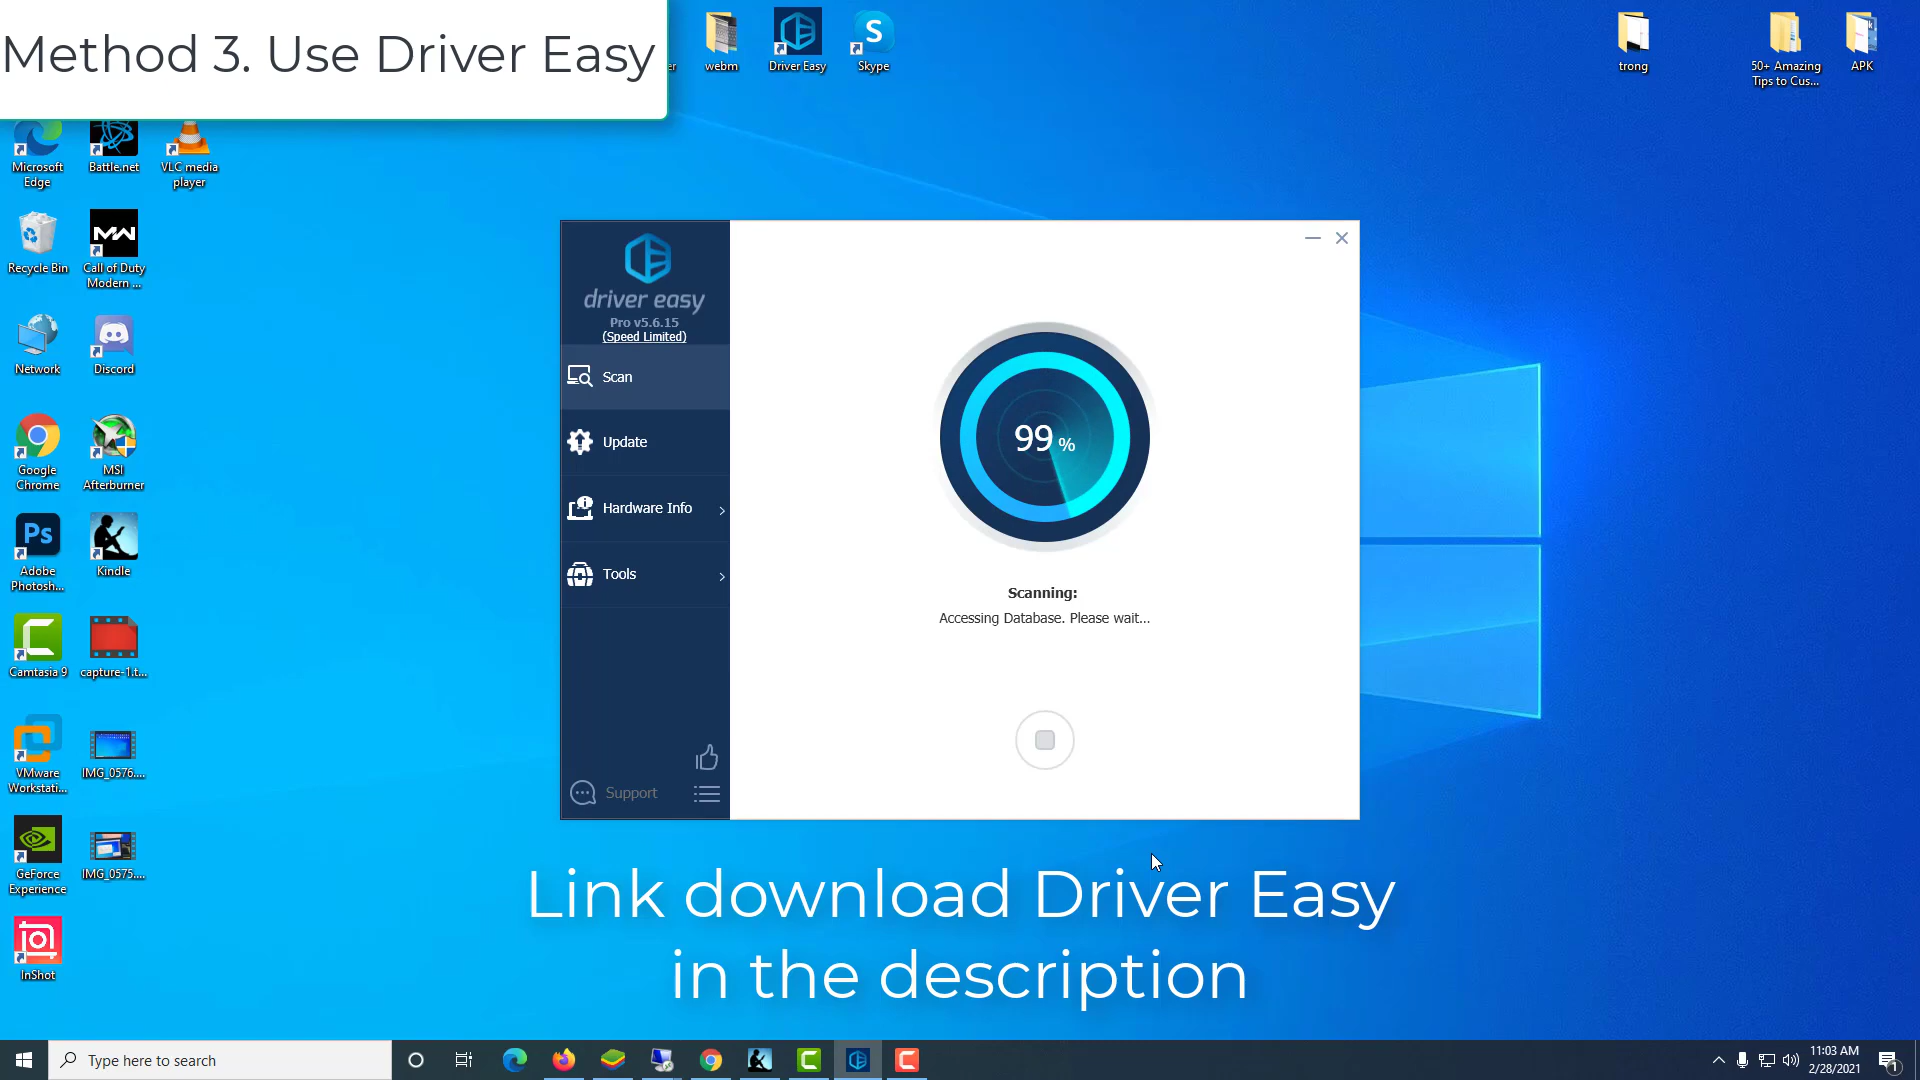 Method 3. Use Driver Easy
er
webm
Driver Easy
S
Skype
trong
50+ Amazing
Tips to Cus...
APK
Microsoft
Edge
Battle.net
VLC media
player
Recycle Bin
MW
Call of Duty
Modern ...
Network
Discord
Google
Chrome
MSI
Afterburner
Ps
Adobe
Photosh...
Kindle
Camtasia 9
capture-1.t...
VMware
Workstati...
IMG_0576....
GeForce
Experience
IMG_0575....
InShot
driver easy
Pro v5.6.15
(Speed Limited)
Scan
Update
Hardware Info
Tools
Support
99 %
Scanning:
Accessing Database. Please wait...
Link download Driver Easy
in the description
Type here to search
11:03 AM
2/28/2021
1